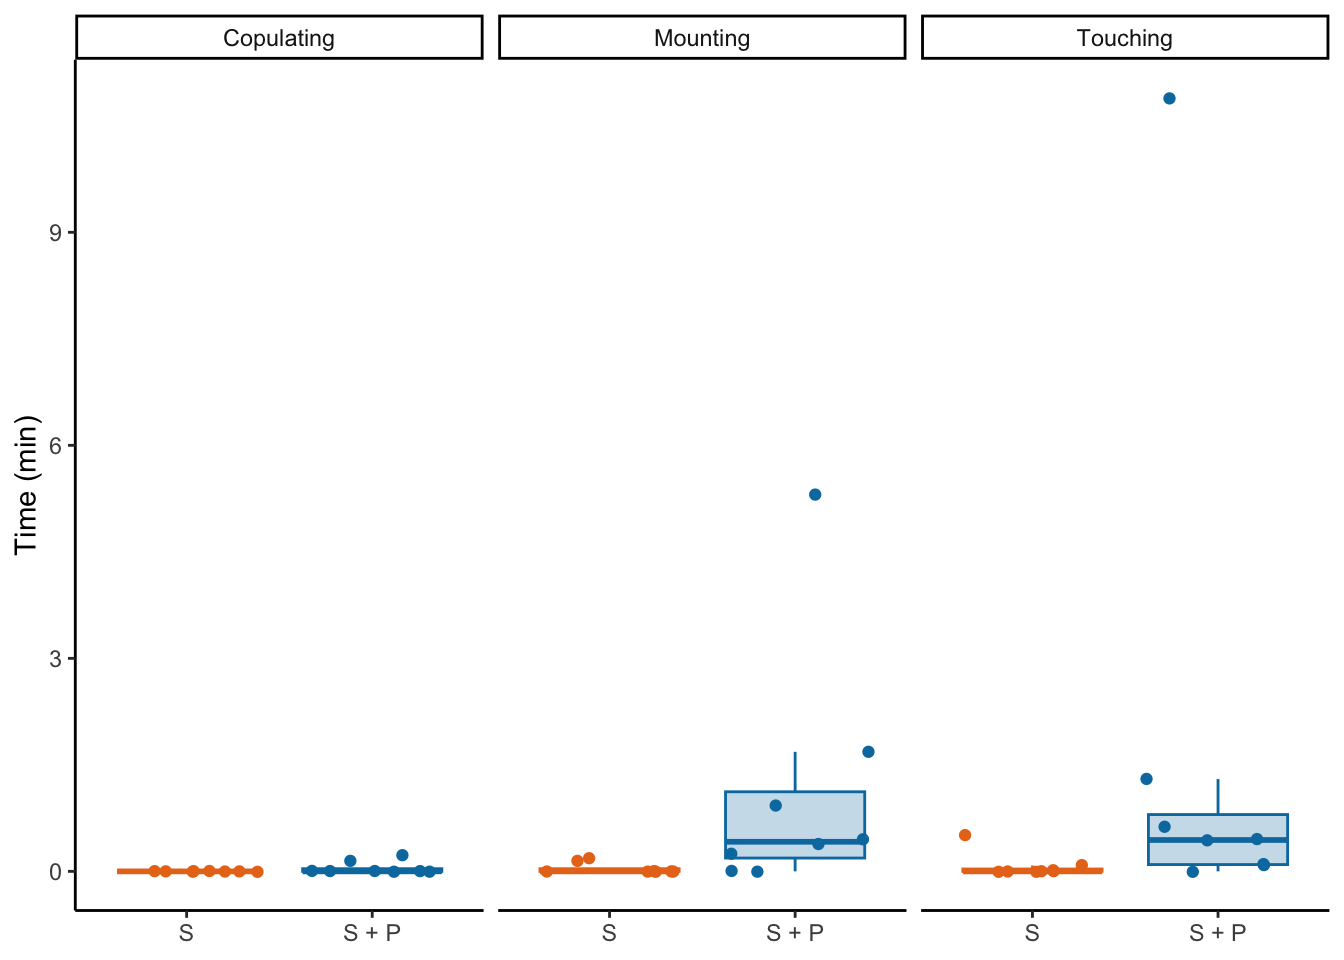 Copulating
Mounting
Touching
Time (min)
9
6
3
0
S
S + P
S
S + P
S
S + P